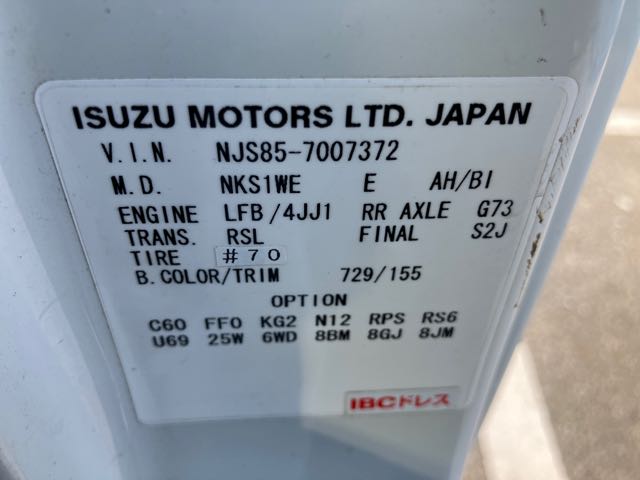 ISUZU MOTORS LTD. JAPAN
V.I.N. NJS85-7007372
M.D. NKS1WE E AH/BI
ENGINE LFB/4JJ1 RR AXLE G73
TRANS. RSL FINAL S2J
TIRE #70
B.COLOR/TRIM 729/155
OPTION
C60 FF0 KG2 N12 RPS RS6
U69 25W 6WD 8BM 8GJ 8JM
IBCドレス